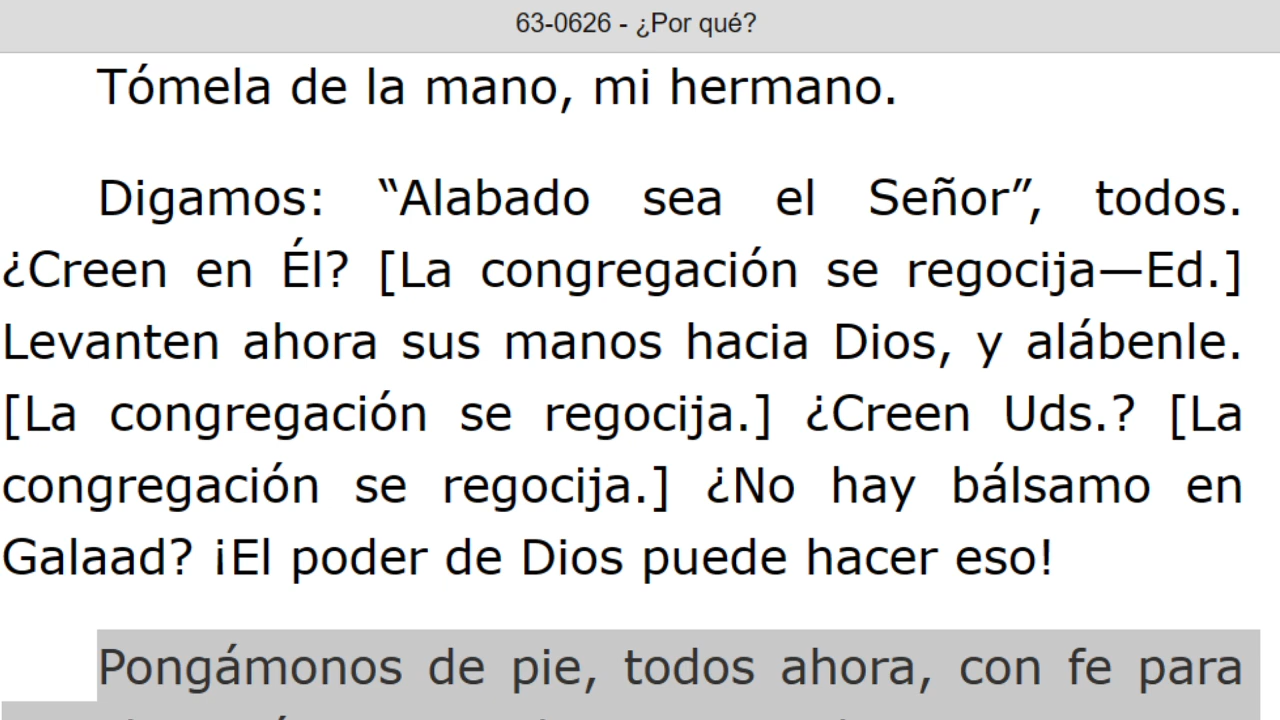 63-0626 - ¿Por qué?
Tómela de la mano, mi hermano.
Digamos: “Alabado sea el Señor”, todos.
¿Creen en Él? [La congregación se regocija—Ed.]
Levanten ahora sus manos hacia Dios, y alábenle.
[La congregación se regocija.] ¿Creen Uds.? [La
congregación se regocija.] ¿No hay bálsamo en
Galaad? ¡El poder de Dios puede hacer eso!
Pongámonos de pie, todos ahora, con fe para